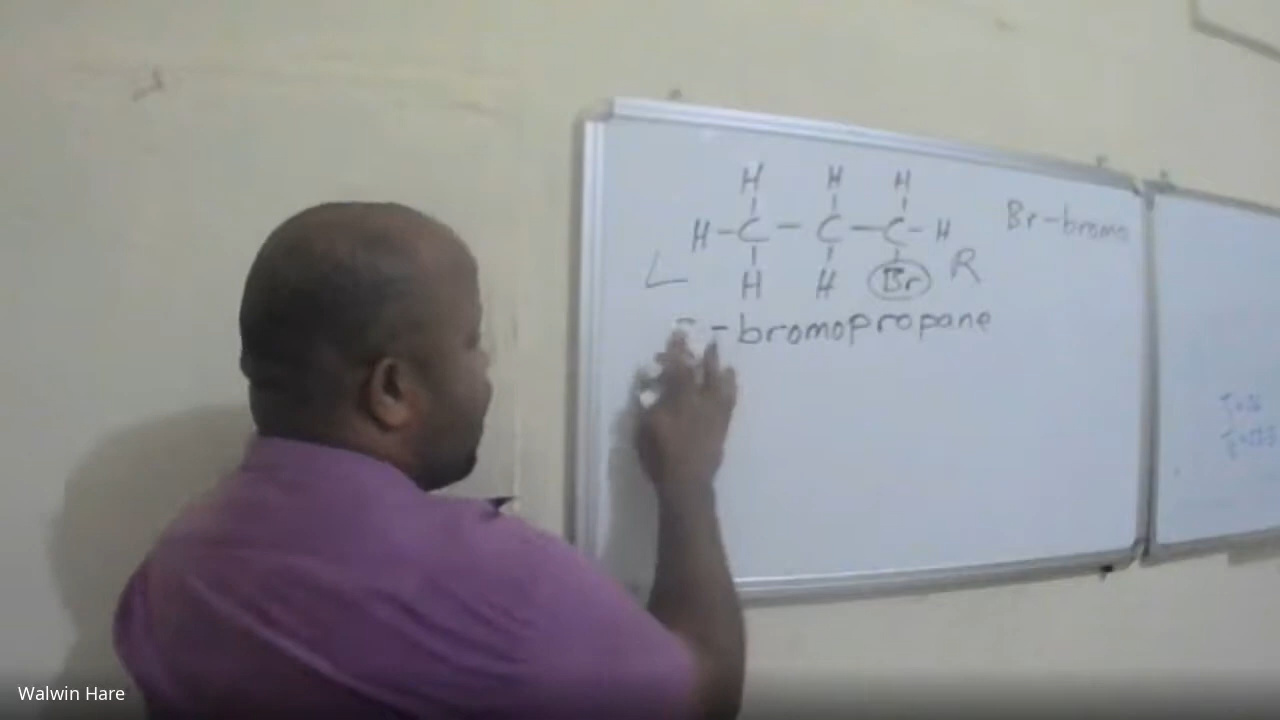 H H H
H-C-C-C-H
Br-bromo
L H H Br R
-bromopropane
Walwin Hare